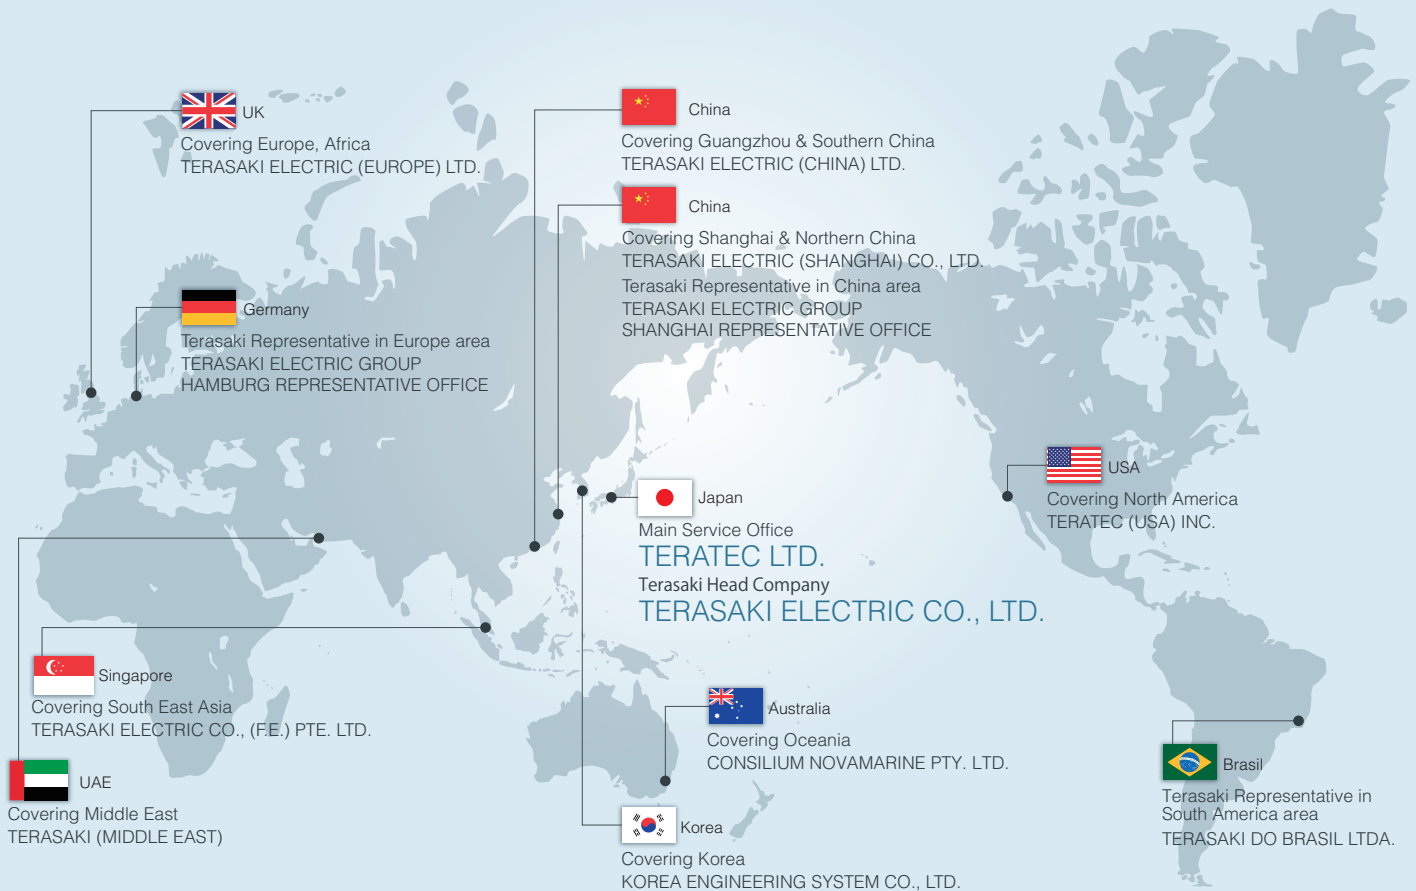 UK
Covering Europe, Africa
TERASAKI ELECTRIC (EUROPE) LTD.
Germany
Terasaki Representative in Europe area
TERASAKI ELECTRIC GROUP
HAMBURG REPRESENTATIVE OFFICE
China
Covering Guangzhou & Southern China
TERASAKI ELECTRIC (CHINA) LTD.
China
Covering Shanghai & Northern China
TERASAKI ELECTRIC (SHANGHAI) CO., LTD.
Terasaki Representative in China area
TERASAKI ELECTRIC GROUP
SHANGHAI REPRESENTATIVE OFFICE
Japan
Main Service Office
TERATEC LTD.
Terasaki Head Company
TERASAKI ELECTRIC CO., LTD.
USA
Covering North America
TERATEC (USA) INC.
Singapore
Covering South East Asia
TERASAKI ELECTRIC CO., (F.E.) PTE. LTD.
UAE
Covering Middle East
TERASAKI (MIDDLE EAST)
Australia
Covering Oceania
CONSILIUM NOVAMARINE PTY. LTD.
Korea
Covering Korea
KOREA ENGINEERING SYSTEM CO., LTD.
Brasil
Terasaki Representative in
South America area
TERASAKI DO BRASIL LTDA.